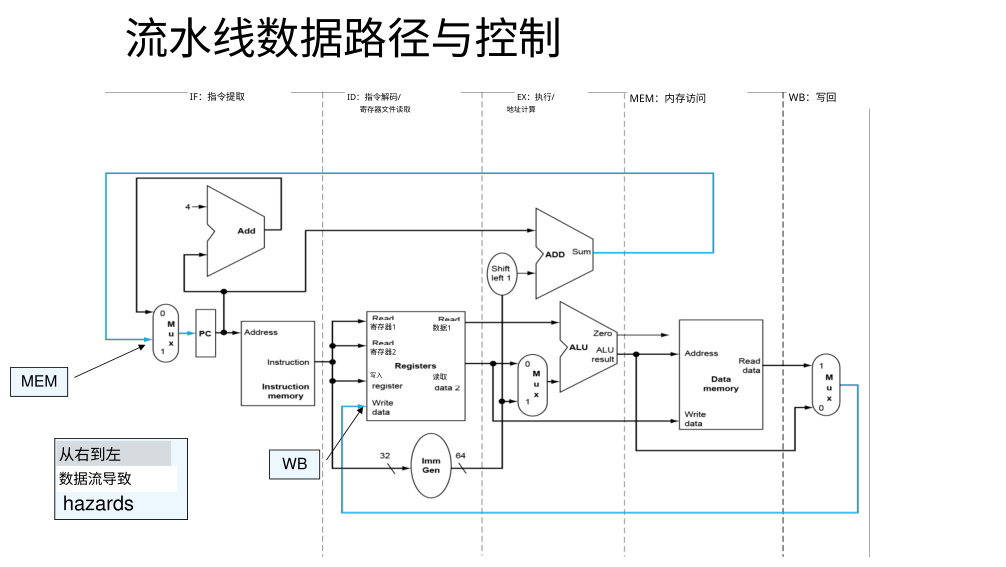 流水线数据路径与控制
IF：指令提取
ID：指令解码/
寄存器文件读取
EX：执行/
地址计算
MEM：内存访问
WB：写回
4
Add
ADD
Sum
Shift
left 1
0
M
u
x
1
PC
Address
Instruction
Instruction
memory
Read
寄存器1
Read
寄存器2
写入
register
Write
data
Registers
Read
数据1
读取
data 2
0
M
u
x
1
Zero
ALU
ALU
result
Address
Read
data
Data
memory
Write
data
1
M
u
x
0
MEM
WB
32
Imm
Gen
64
从右到左
数据流导致
hazards